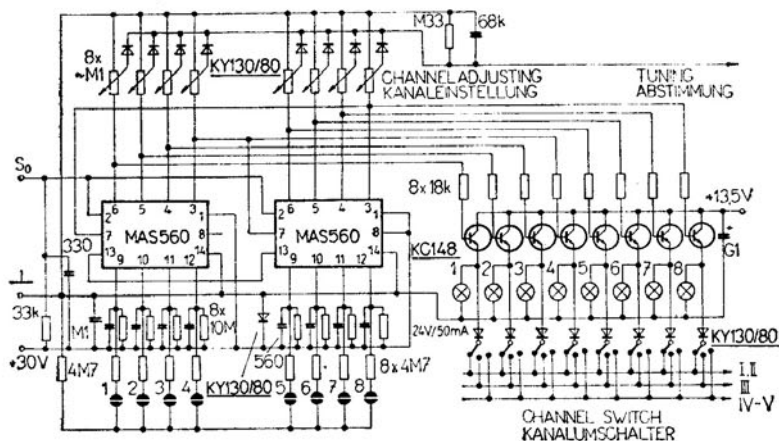 M33
68k
8x
~M1
KY130/80
CHANNEL ADJUSTING
KANALEINSTELLUNG
TUNING
ABSTIMMUNG
S0
8x18k
+13,5V
6 5 4 3
2 1
7 8
13 14
MAS560
9 10 11 12
6 5 4 3
2 1
7 8
13 14
MAS560
9 10 11 12
KC148
G1
330
1 2 3 4 5 6 7 8
33k
M1
8x
10M
24V/50mA
+30V
560
KY130/80
4M7
KY130/80
8x4M7
1 2 3 4 5 6 7 8
I.II
III
IV-V
CHANNEL SWITCH
KANALUMSCHALTER